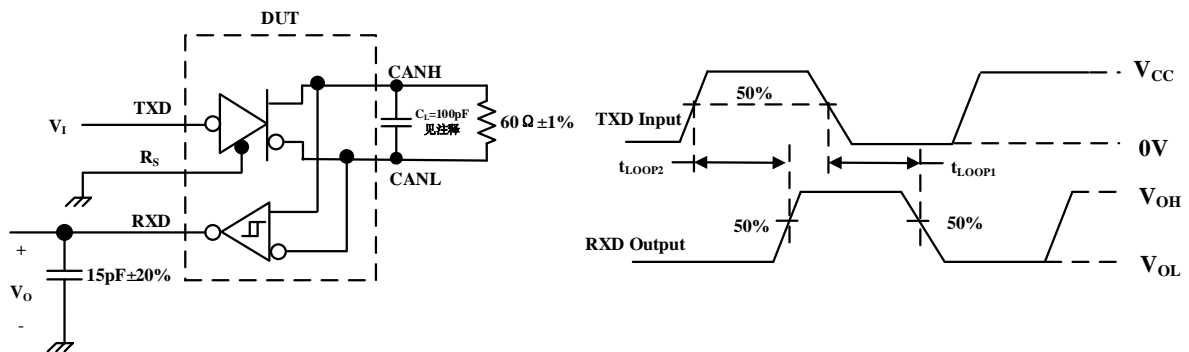 DUT
CANH
TXD
V_I
C_L=100pF
见注释
60Ω±1%
R_S
CANL
RXD
+
15pF±20%
V_O
-
V_CC
50%
TXD Input
0V
t_LOOP2
t_LOOP1
V_OH
50%
50%
RXD Output
V_OL